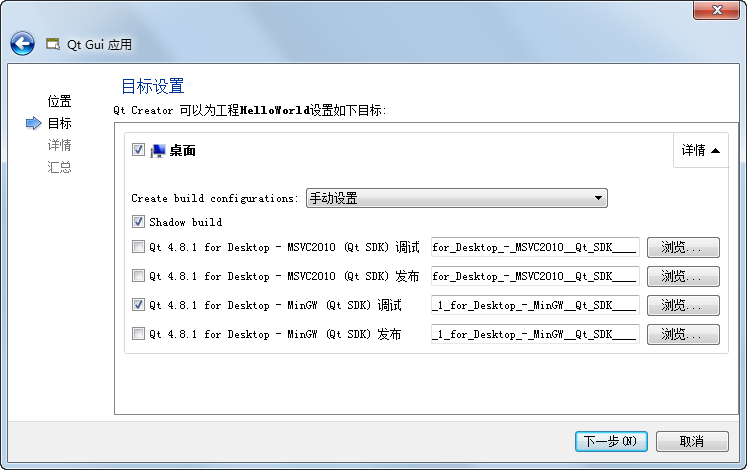 Qt Gui 应用
位置
目标
详情
汇总
目标设置
Qt Creator 可以为工程HelloWorld设置如下目标:
桌面
详情
Create build configurations: 手动设置
Shadow build
Qt 4.8.1 for Desktop - MSVC2010 (Qt SDK) 调试 for_Desktop_-_MSVC2010__Qt_SDK____ 浏览...
Qt 4.8.1 for Desktop - MSVC2010 (Qt SDK) 发布 for_Desktop_-_MSVC2010__Qt_SDK____ 浏览...
Qt 4.8.1 for Desktop - MinGW (Qt SDK) 调试 _1_for_Desktop_-_MinGW__Qt_SDK____ 浏览...
Qt 4.8.1 for Desktop - MinGW (Qt SDK) 发布 _1_for_Desktop_-_MinGW__Qt_SDK____ 浏览...
下一步(N) 取消